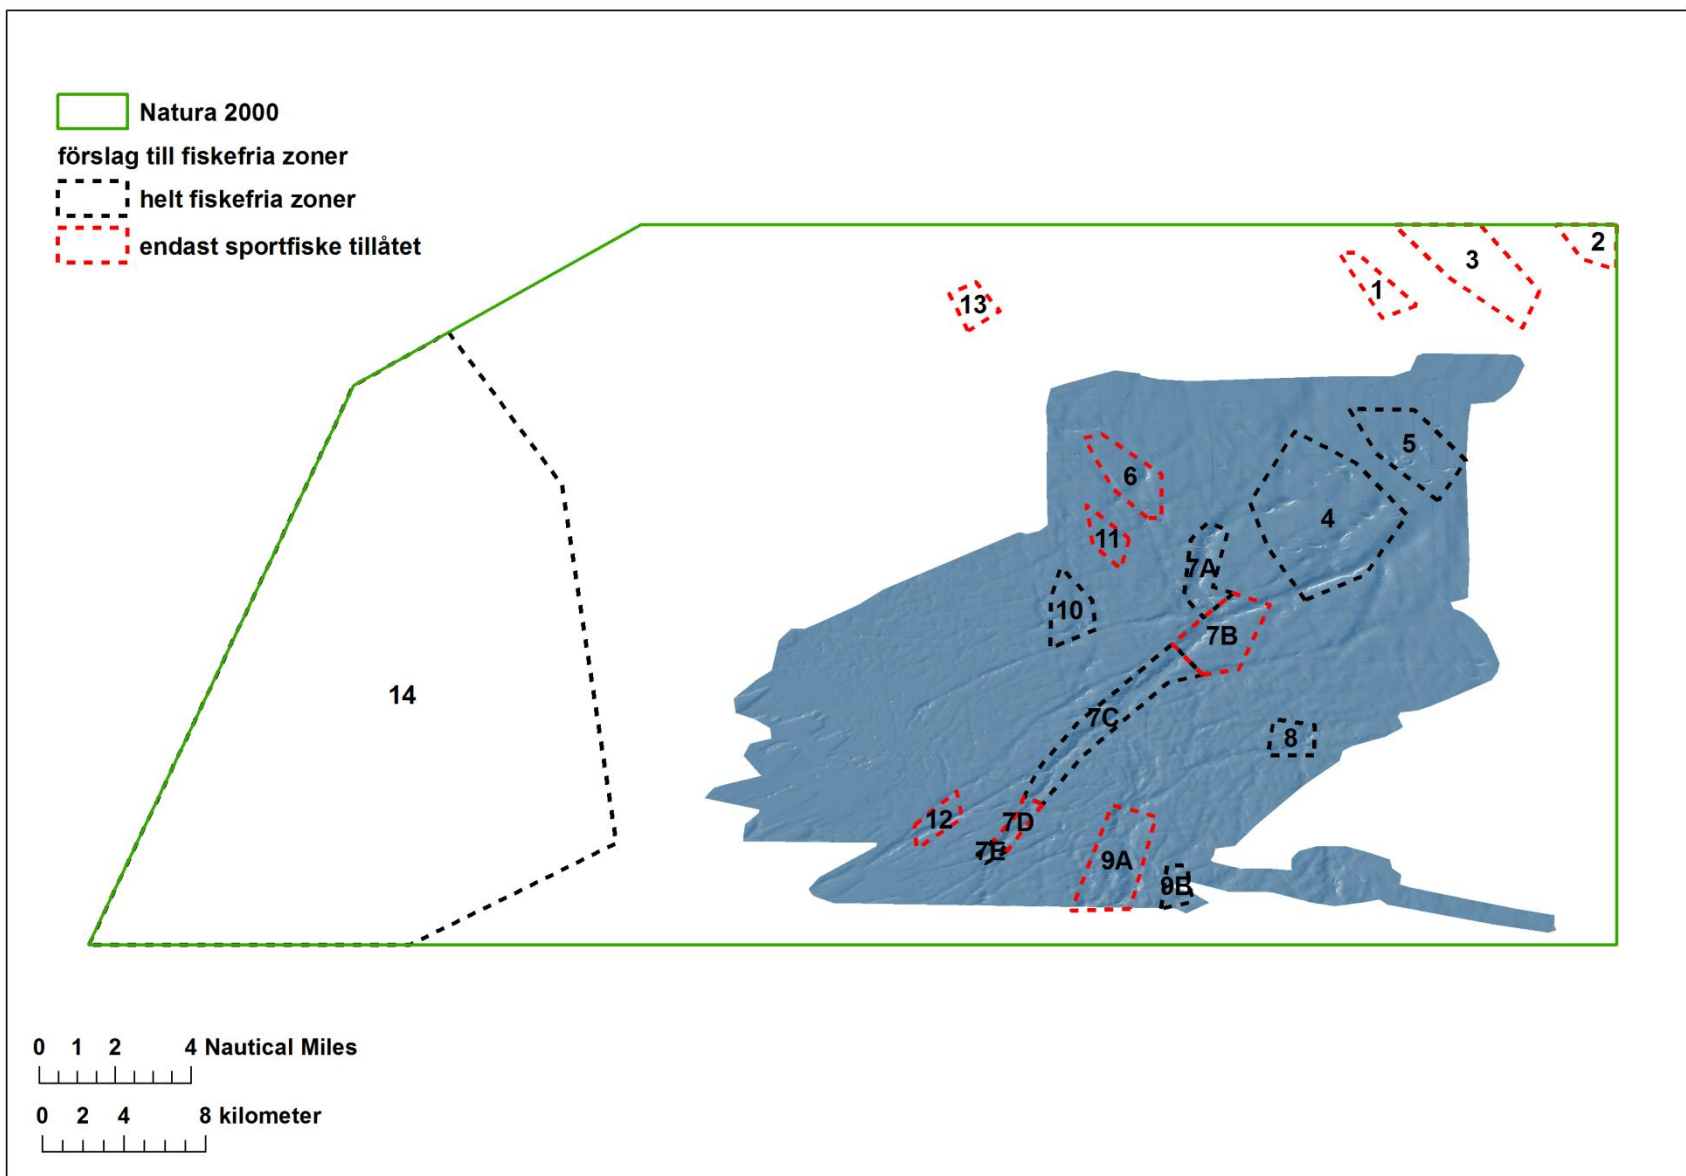 Natura 2000
förslag till fiskefria zoner
helt fiskefria zoner
endast sportfiske tillåtet
2
3
1
13
5
6
4
11
7A
10
7B
14
7C
8
12
7D
7E
9A
9B
0 1 2 4 Nautical Miles
0 2 4 8 kilometer